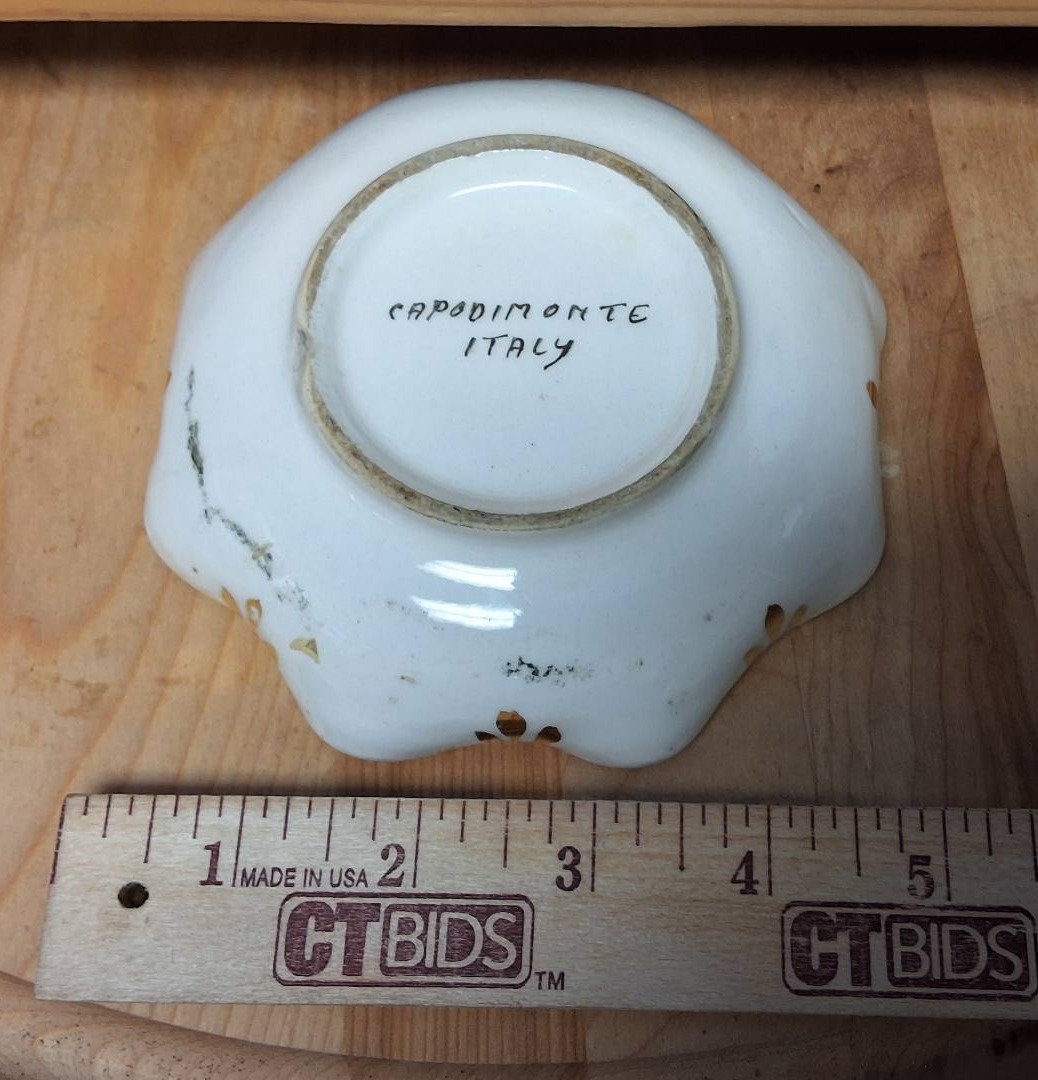 CAPODIMONTE
ITALY
1 MADE IN USA 2 3 4 5
CTBIDS TM CTBIDS